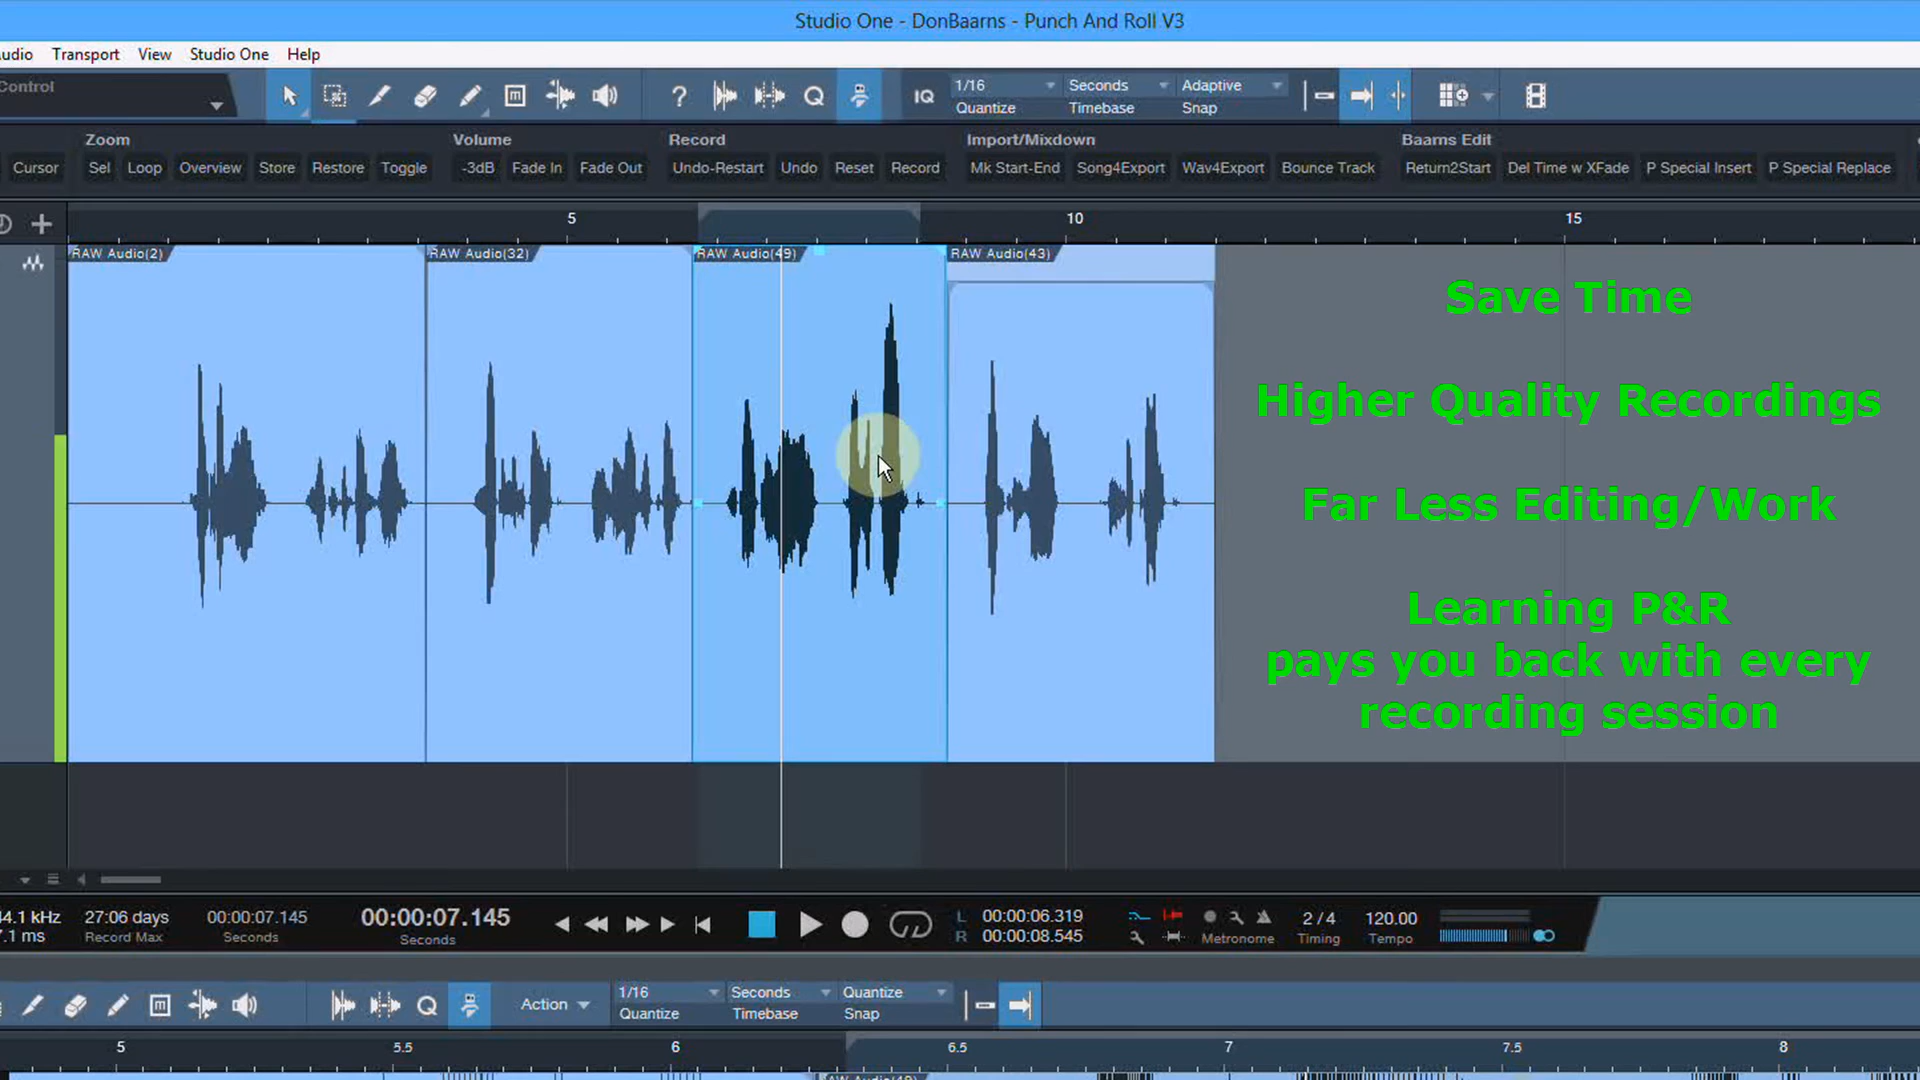 Studio One - DonBaarns - Punch And Roll V3
udio Transport View Studio One Help
Control
1/16 Seconds Adaptive
? Q IQ Quantize Timebase Snap
Zoom Volume Record Import/Mixdown Baarns Edit
Cursor Sel Loop Overview Store Restore Toggle -3dB Fade In Fade Out Undo-Restart Undo Reset Record Mk Start-End Song4Export Wav4Export Bounce Track Return2Start Del Time w XFade P Special Insert P Special Replace
5 10 15
RAW Audio(2) RAW Audio(32) RAW Audio(49) RAW Audio(43)
Save Time
Higher Quality Recordings
Far Less Editing/Work
Learning P&R
pays you back with every
recording session
44.1 kHz 27:06 days 00:00:07.145 00:00:07.145 L 00:00:06.319 2 / 4 120.00
7.1 ms Record Max Seconds Seconds R 00:00:08.545 Metronome Timing Tempo
Action 1/16 Seconds Quantize
Q Quantize Timebase Snap
5 5.5 6 6.5 7 7.5 8
RAW Audio(49)